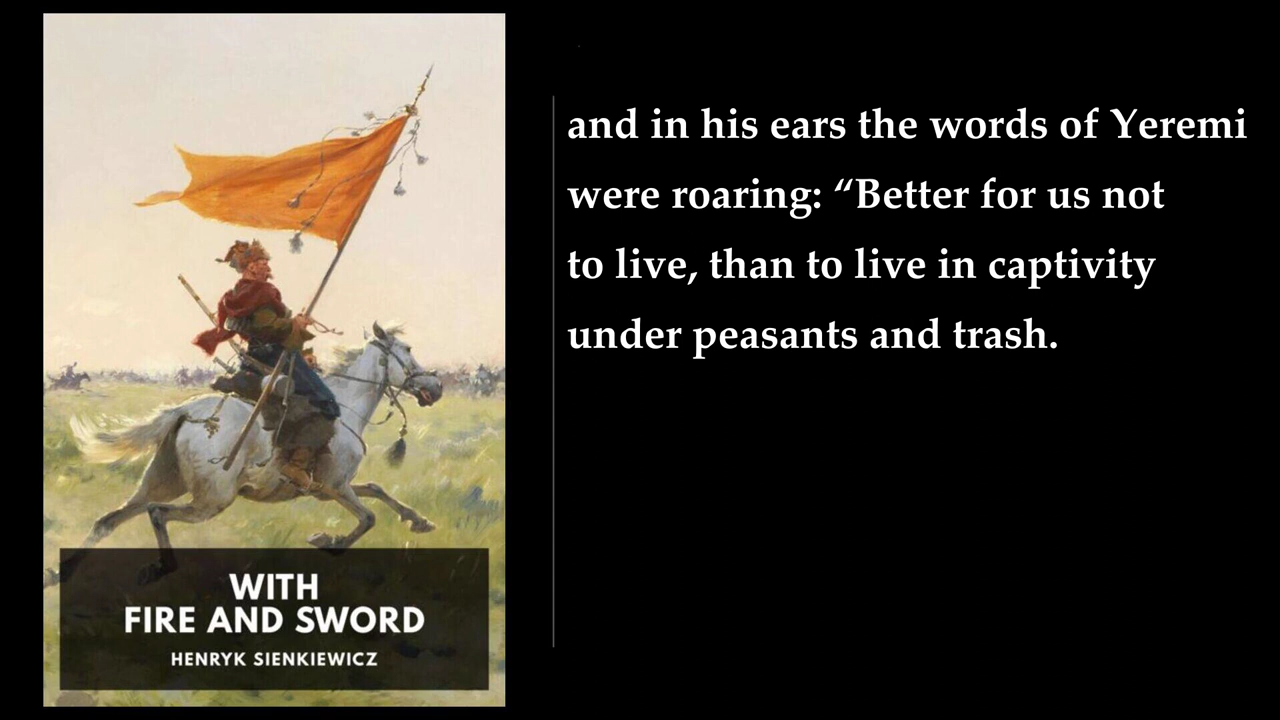 WITH
FIRE AND SWORD
HENRYK SIENKIEWICZ
and in his ears the words of Yeremi
were roaring: “Better for us not
to live, than to live in captivity
under peasants and trash.